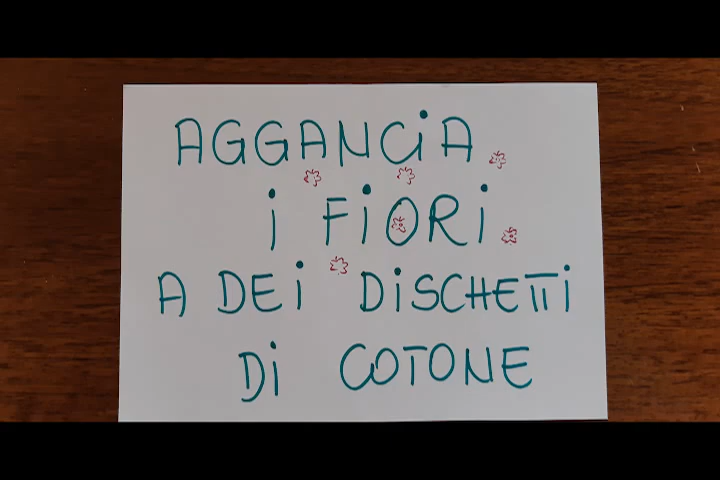 AGGANCiA
i FiORi
A DEi DiSCHETTi
Di COTONE